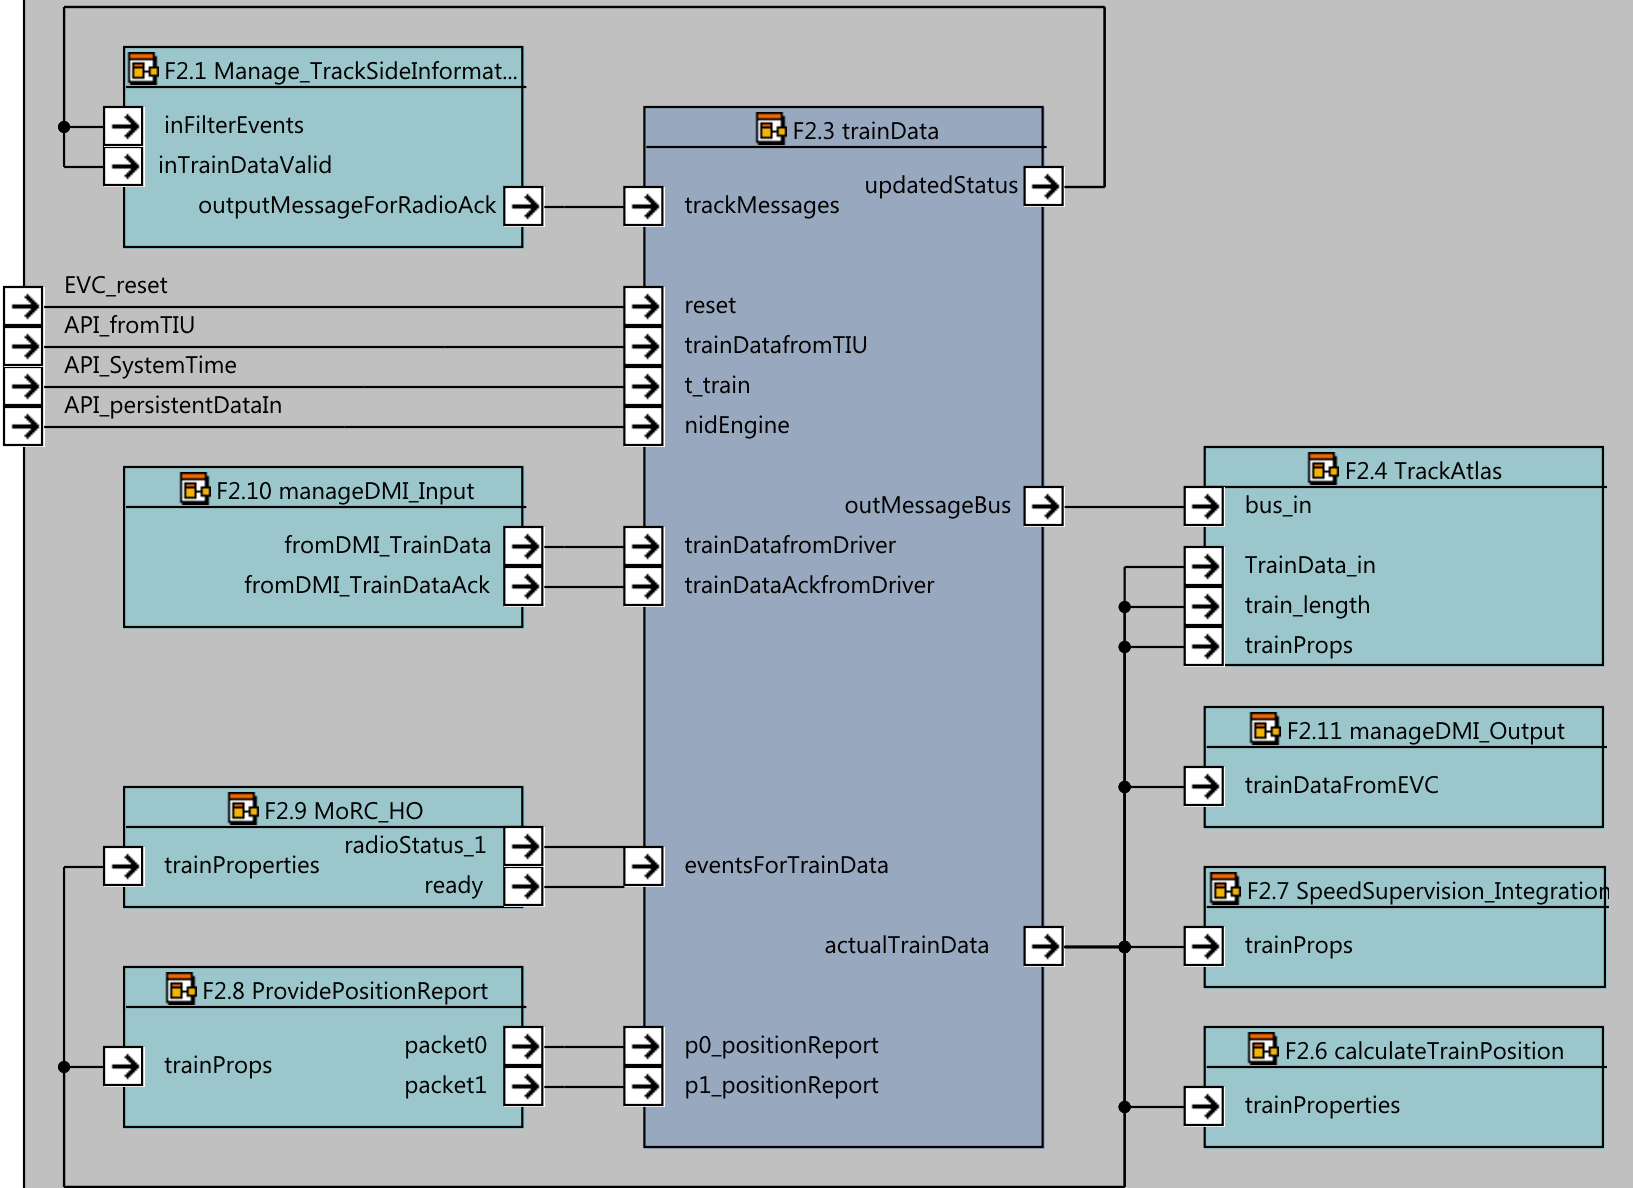 F2.1 Manage_TrackSideInformat...
inFilterEvents
inTrainDataValid
outputMessageForRadioAck
F2.3 trainData
updatedStatus
trackMessages
EVC_reset
reset
API_fromTIU
trainDatafromTIU
API_SystemTime
t_train
API_persistentDataIn
nidEngine
F2.10 manageDMI_Input
fromDMI_TrainData
fromDMI_TrainDataAck
outMessageBus
trainDatafromDriver
trainDataAckfromDriver
F2.4 TrackAtlas
bus_in
TrainData_in
train_length
trainProps
F2.11 manageDMI_Output
trainDataFromEVC
F2.9 MoRC_HO
radioStatus_1
trainProperties
ready
eventsForTrainData
F2.7 SpeedSupervision_Integration
trainProps
actualTrainData
F2.8 ProvidePositionReport
packet0
trainProps
packet1
p0_positionReport
p1_positionReport
F2.6 calculateTrainPosition
trainProperties